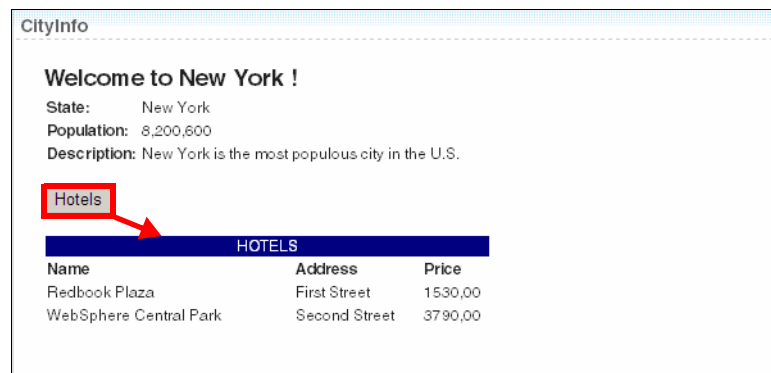 CityInfo
Welcome to New York !
State: New York
Population: 8,200,600
Description: New York is the most populous city in the U.S.
Hotels
HOTELS
Name Address Price
Redbook Plaza First Street 1530,00
WebSphere Central Park Second Street 3790,00